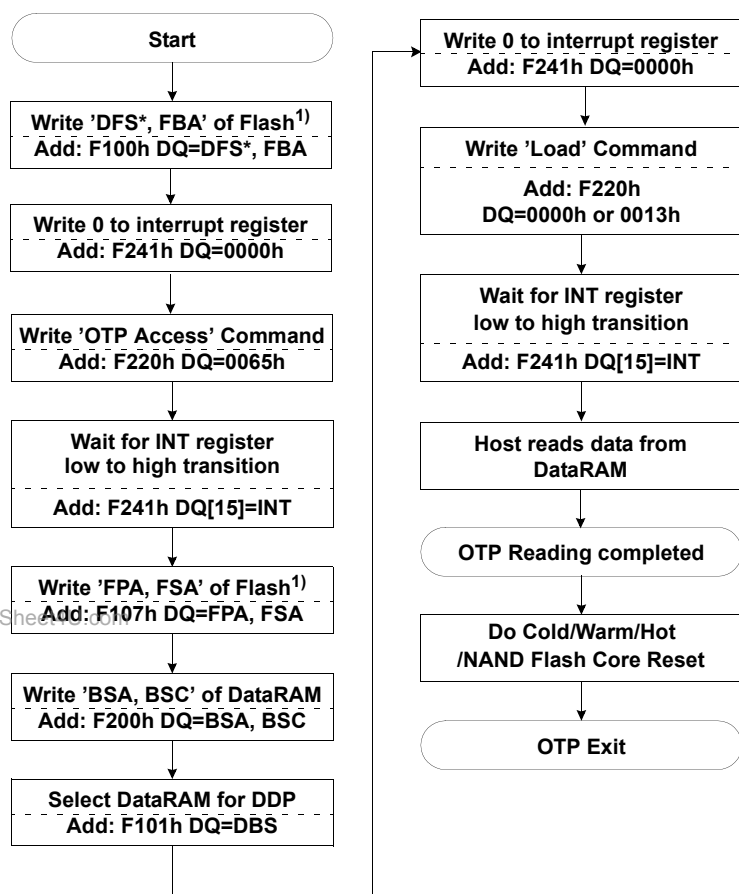 Start
Write 'DFS*, FBA' of Flash1)
Add: F100h DQ=DFS*, FBA
Write 0 to interrupt register
Add: F241h DQ=0000h
Write 'OTP Access' Command
Add: F220h DQ=0065h
Wait for INT register
low to high transition
Add: F241h DQ[15]=INT
Write 'FPA, FSA' of Flash1)
Add: F107h DQ=FPA, FSA
Write 'BSA, BSC' of DataRAM
Add: F200h DQ=BSA, BSC
Select DataRAM for DDP
Add: F101h DQ=DBS
Write 0 to interrupt register
Add: F241h DQ=0000h
Write 'Load' Command
Add: F220h
DQ=0000h or 0013h
Wait for INT register
low to high transition
Add: F241h DQ[15]=INT
Host reads data from
DataRAM
OTP Reading completed
Do Cold/Warm/Hot
/NAND Flash Core Reset
OTP Exit